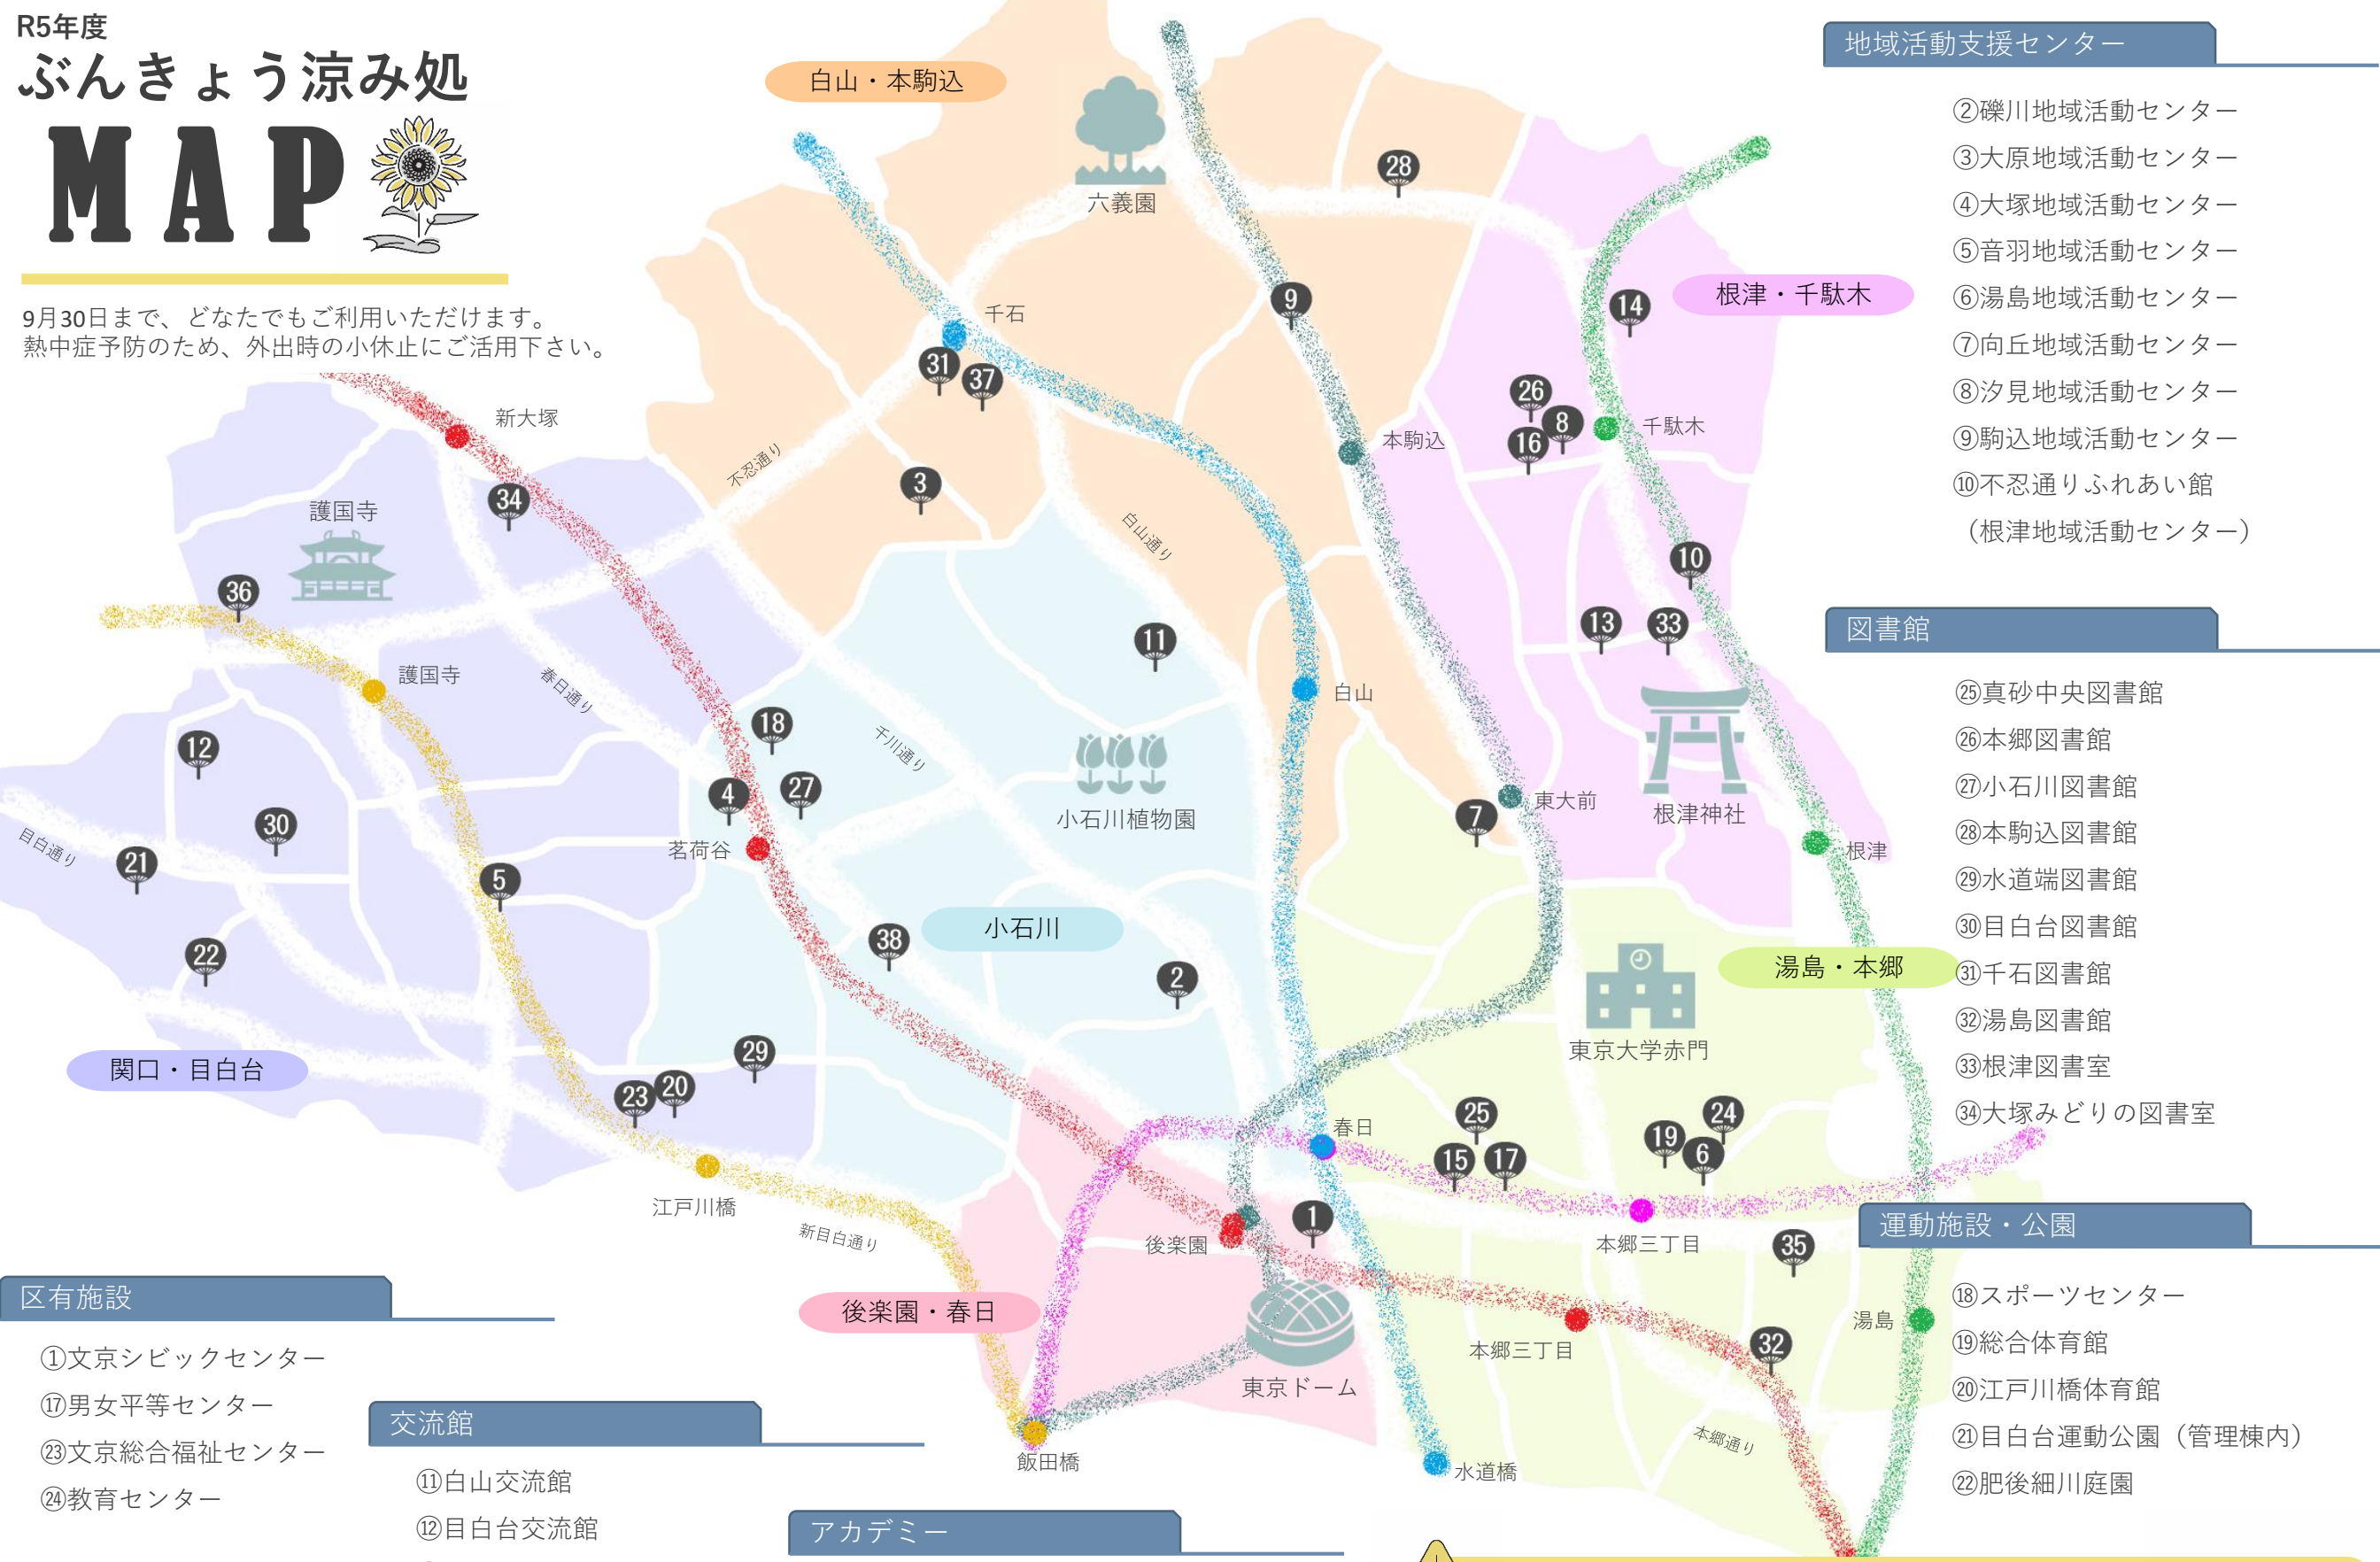 R5年度
ぶんきょう涼み処
MAP
9月30日まで、どなたでもご利用いただけます。
熱中症予防のため、外出時の小休止にご活用下さい。
白山・本駒込
六義園
28
9
14
根津・千駄木
千石
31
37
26
8
16
千駄木
本駒込
新大塚
不忍通り
34
3
護国寺
白山通り
36
10
11
13
33
護国寺
春日通り
白山
12
18
千川通り
4
27
小石川植物園
7
東大前
根津神社
目白通り
30
21
茗荷谷
根津
5
38
小石川
22
2
湯島・本郷
東京大学赤門
関口・目白台
29
23
20
春日
25
24
15
17
19
6
江戸川橋
新目白通り
後楽園
1
本郷三丁目
35
後楽園・春日
本郷三丁目
32
湯島
東京ドーム
本郷通り
飯田橋
水道橋
地域活動支援センター
②礫川地域活動センター
③大原地域活動センター
④大塚地域活動センター
⑤音羽地域活動センター
⑥湯島地域活動センター
⑦向丘地域活動センター
⑧汐見地域活動センター
⑨駒込地域活動センター
⑩不忍通りふれあい館
（根津地域活動センター）
図書館
㉕真砂中央図書館
㉖本郷図書館
㉗小石川図書館
㉘本駒込図書館
㉙水道端図書館
㉚目白台図書館
㉛千石図書館
㉜湯島図書館
㉝根津図書室
㉞大塚みどりの図書室
運動施設・公園
⑱スポーツセンター
⑲総合体育館
⑳江戸川橋体育館
㉑目白台運動公園（管理棟内）
㉒肥後細川庭園
区有施設
①文京シビックセンター
⑰男女平等センター
㉓文京総合福祉センター
㉔教育センター
交流館
⑪白山交流館
⑫目白台交流館
アカデミー